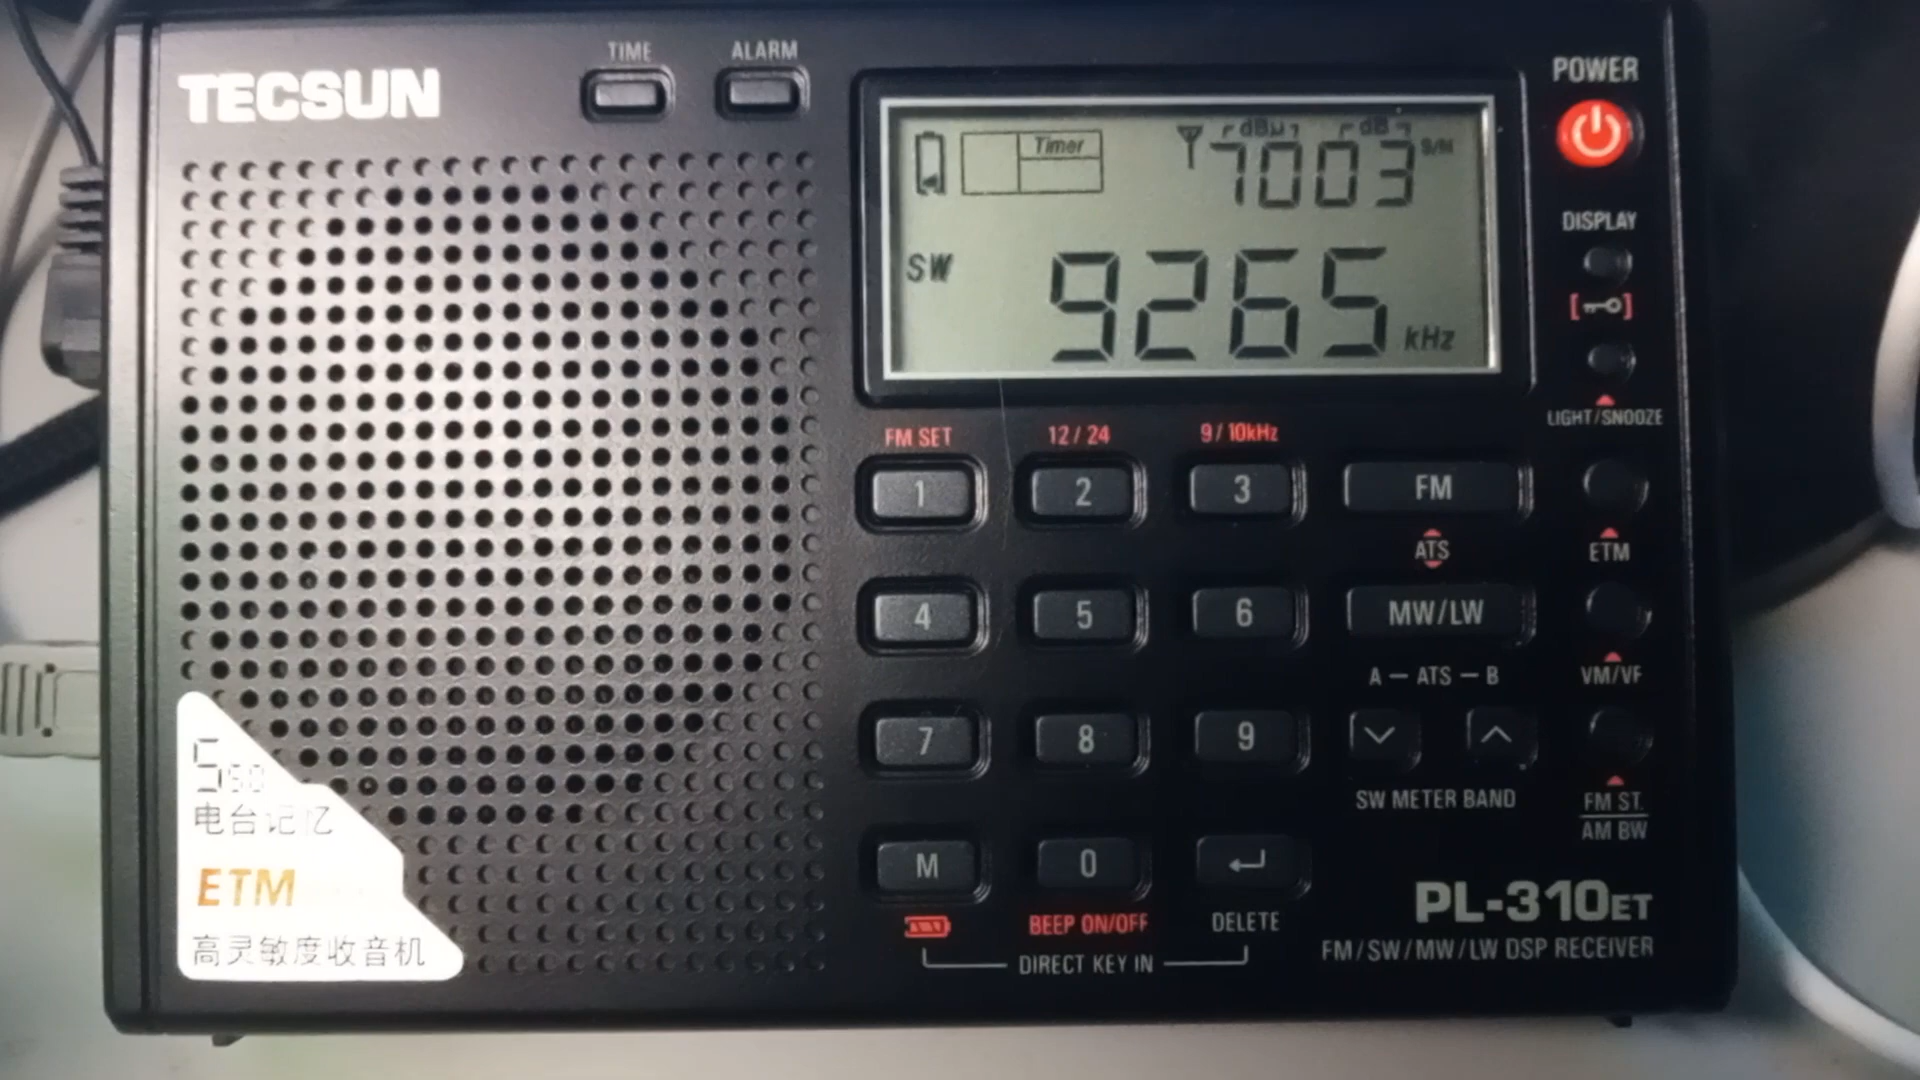 TIME ALARM
TECSUN
POWER
Timer dBµ dB
7003 S/N
SW 9265 kHz
DISPLAY
LIGHT/SNOOZE
FM SET 12/24 9/10kHz
1 2 3 FM
ATS ETM
4 5 6 MW/LW
A — ATS — B VM/VF
7 8 9
SW METER BAND FM ST.
AM BW
M 0
BEEP ON/OFF DELETE
DIRECT KEY IN
PL-310ET
FM/SW/MW/LW DSP RECEIVER
电台记忆
ETM
高灵敏度收音机